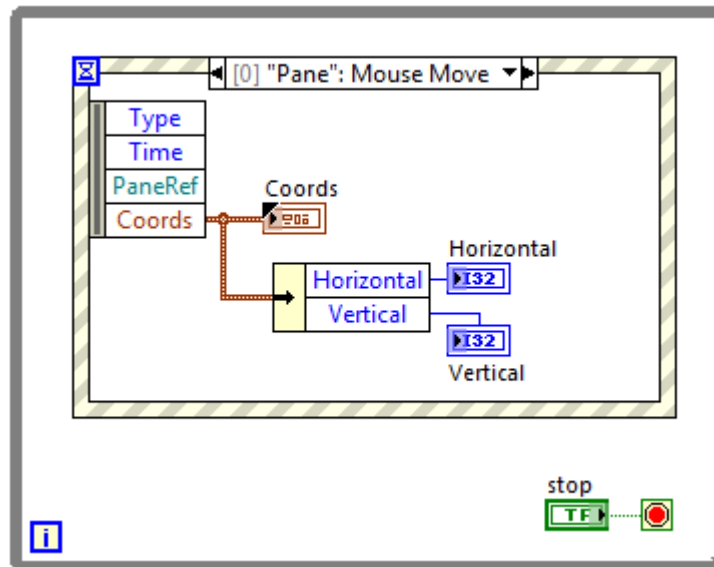 [0] "Pane": Mouse Move
Type
Time
PaneRef
Coords
Coords
Horizontal
Vertical
Horizontal
I32
I32
Vertical
stop
TF
i